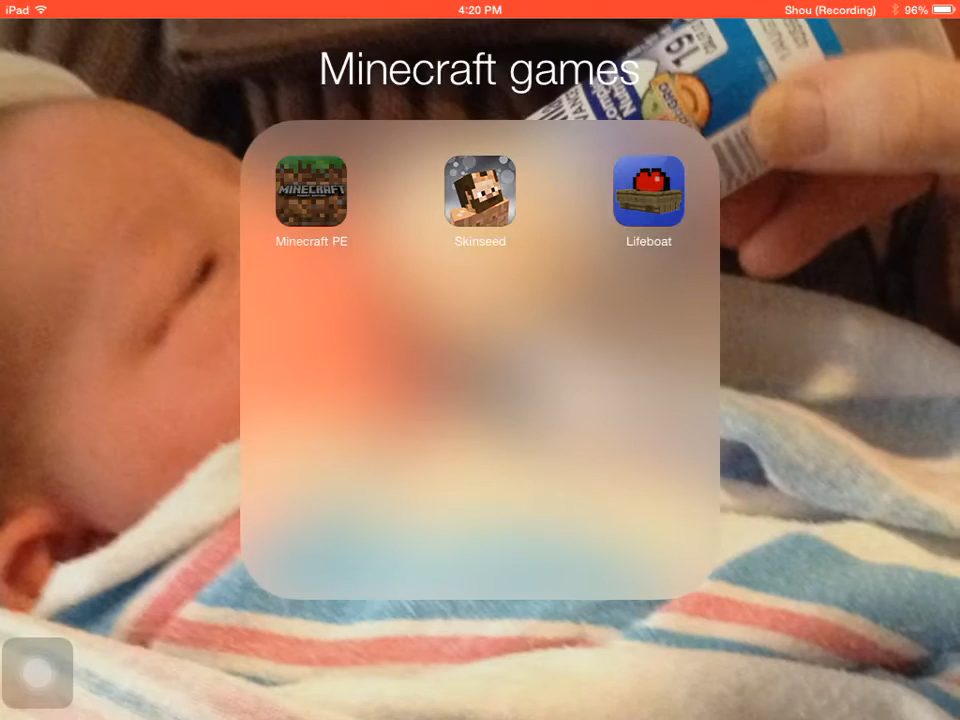 iPad 4:20 PM Shou (Recording) 96%
Minecraft games
MINECRAFT
Minecraft PE Skinseed Lifeboat